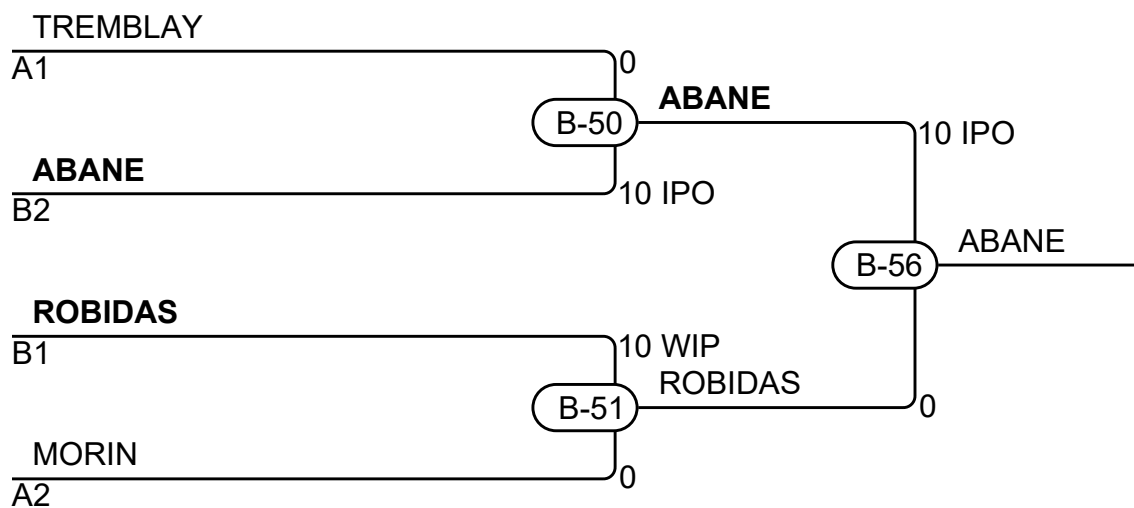 TREMBLAY
A1
0
B-50
ABANE
10 IPO
ABANE
B2
10 IPO
B-56
ABANE
ROBIDAS
B1
10 WIP
ROBIDAS
B-51
0
MORIN
A2
0